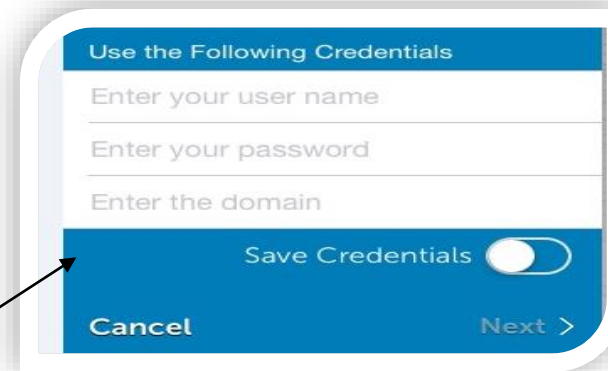 Use the Following Credentials
Enter your user name
Enter your password
Enter the domain
Save Credentials
Cancel Next >